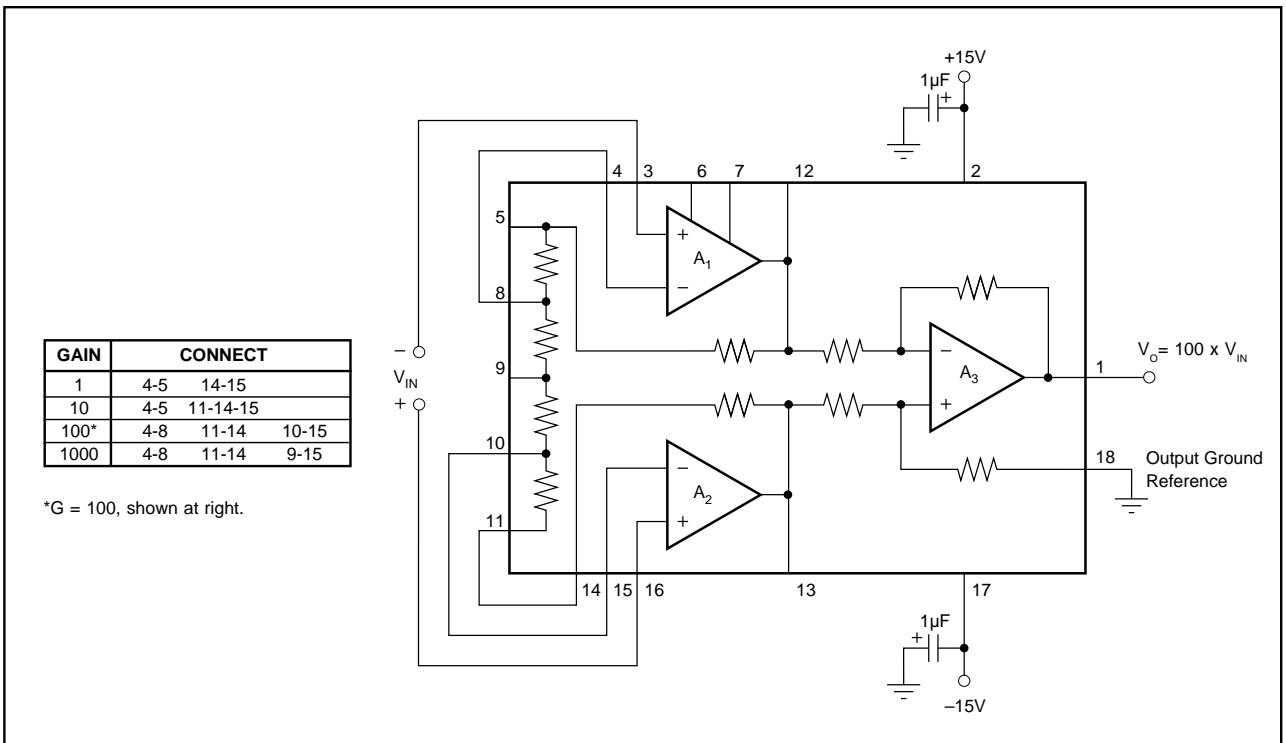 +15V
1µF
+
4 3 6 7 12 2
5
+
A1
−
8
GAIN CONNECT
1 4-5 14-15
10 4-5 11-14-15
100* 4-8 11-14 10-15
1000 4-8 11-14 9-15
*G = 100, shown at right.
−
VIN
+
9
−
A3
+
1
VO = 100 x VIN
10
−
A2
+
18
Output Ground
Reference
11
14 15 16 13 17
1µF
+
–15V